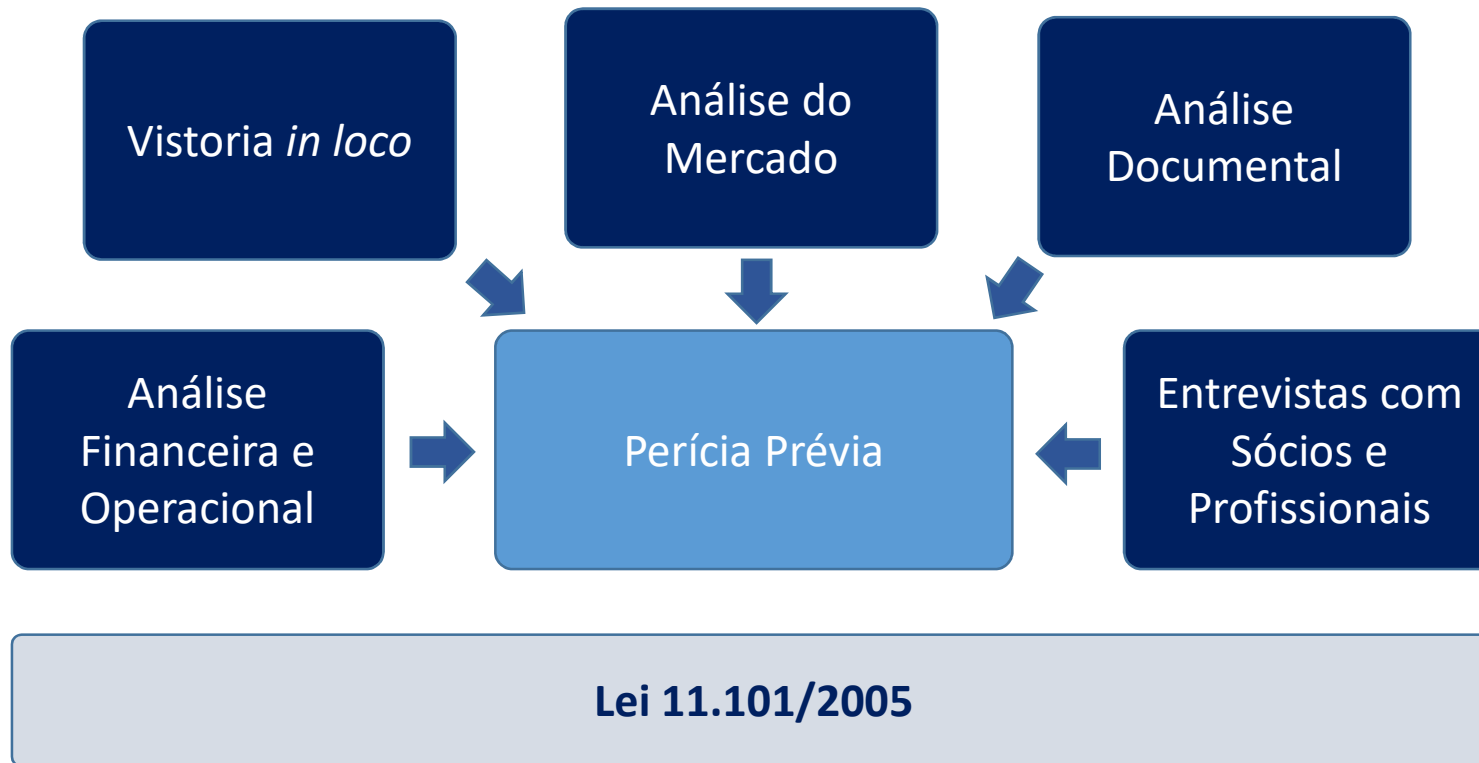 Vistoria in loco
Análise do
Mercado
Análise
Documental
Análise
Financeira e
Operacional
Perícia Prévia
Entrevistas com
Sócios e
Profissionais
Lei 11.101/2005